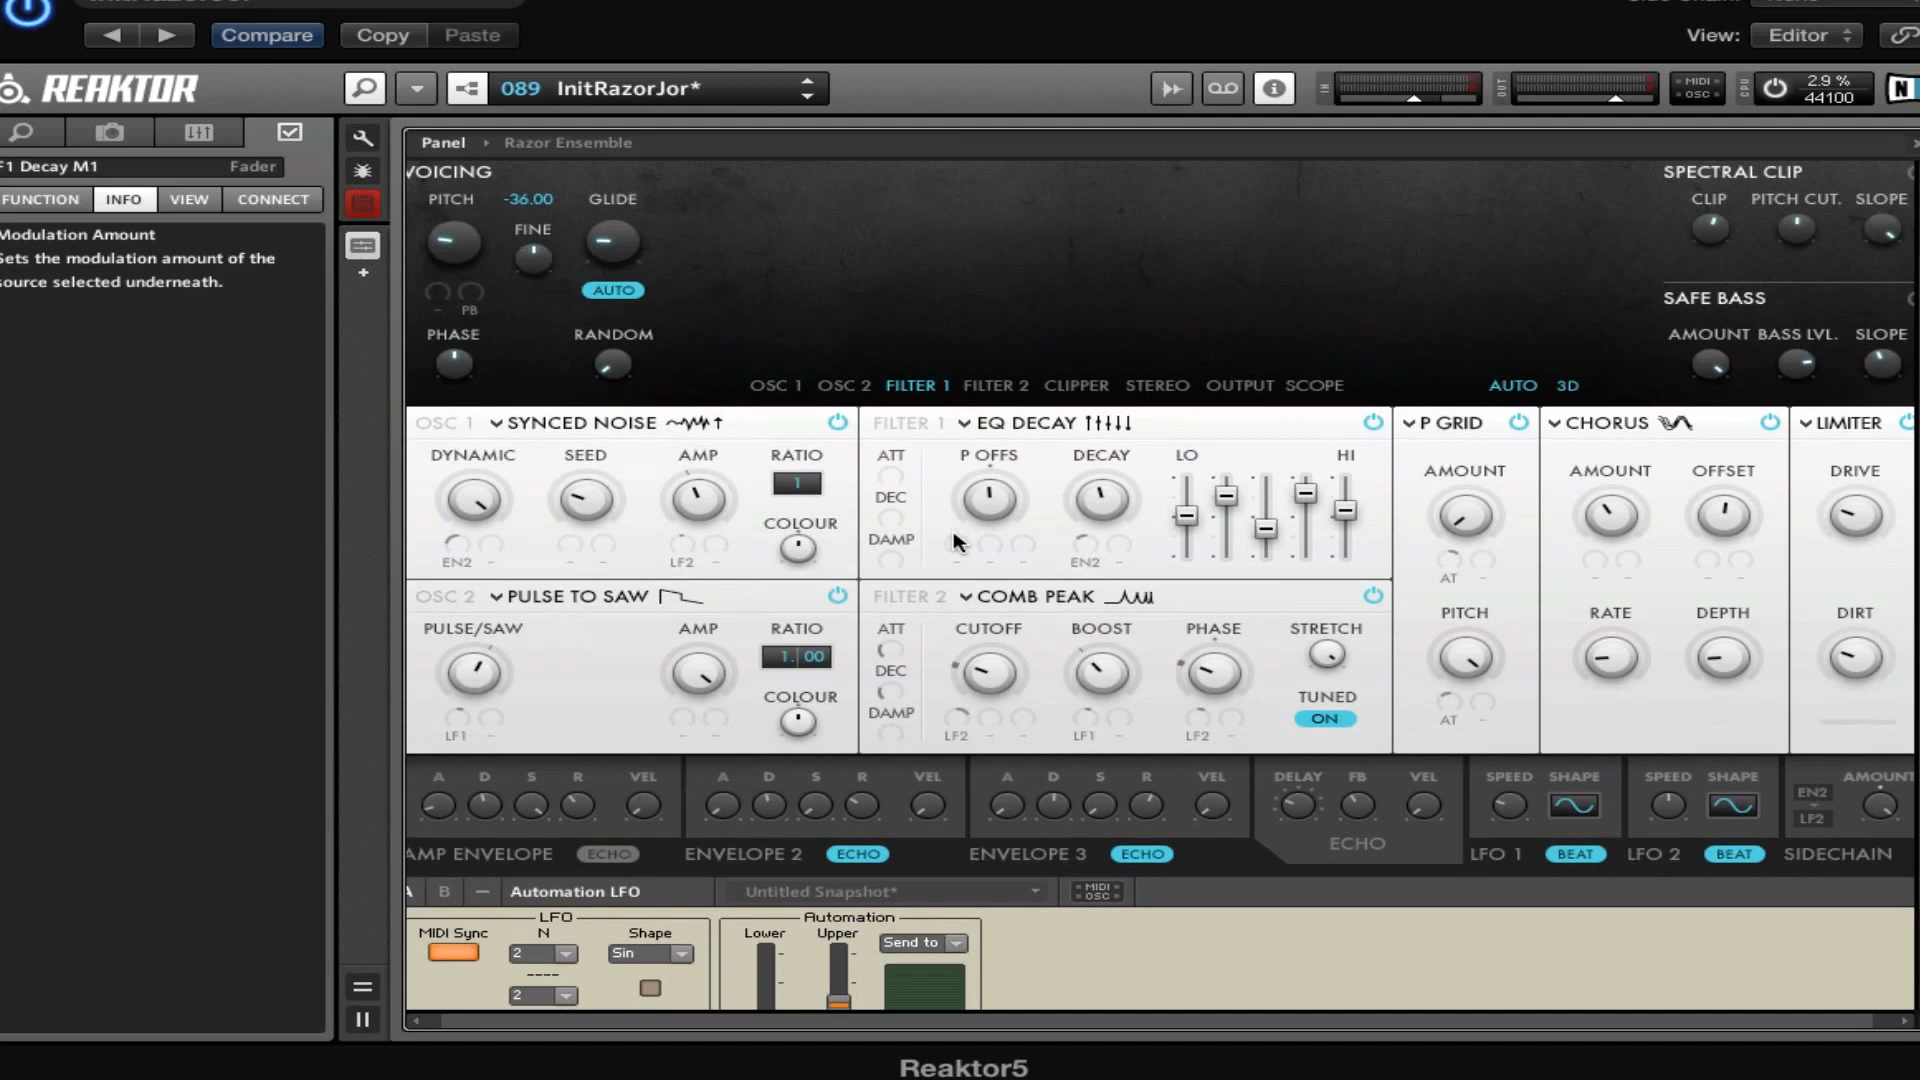 Compare
Copy
Paste
View:
Editor
REAKTOR
089
InitRazorJor*
MIDI
OSC
CPU
2.9 %
44100
N
F1 Decay M1
Fader
FUNCTION
INFO
VIEW
CONNECT
Modulation Amount
Sets the modulation amount of the
source selected underneath.
Panel
Razor Ensemble
VOICING
PITCH
-36.00
GLIDE
FINE
AUTO
PB
PHASE
RANDOM
SPECTRAL CLIP
CLIP
PITCH CUT.
SLOPE
SAFE BASS
AMOUNT
BASS LVL.
SLOPE
OSC 1
OSC 2
FILTER 1
FILTER 2
CLIPPER
STEREO
OUTPUT
SCOPE
AUTO
3D
OSC 1
SYNCED NOISE
DYNAMIC
SEED
AMP
RATIO
1
COLOUR
EN2
-
-
-
LF2
-
FILTER 1
EQ DECAY
ATT
DEC
DAMP
P OFFS
DECAY
LO
HI
-
-
-
EN2
-
P GRID
AMOUNT
AT
-
PITCH
AT
-
CHORUS
AMOUNT
OFFSET
RATE
DEPTH
LIMITER
DRIVE
DIRT
OSC 2
PULSE TO SAW
PULSE/SAW
AMP
RATIO
1. 00
COLOUR
LF1
-
-
-
FILTER 2
COMB PEAK
ATT
DEC
DAMP
CUTOFF
BOOST
PHASE
STRETCH
TUNED
ON
LF2
-
-
LF1
-
LF2
-
A D S R VEL
A D S R VEL
A D S R VEL
DELAY FB VEL
SPEED SHAPE
SPEED SHAPE
EN2
LF2
AMOUNT
ECHO
AMP ENVELOPE
ECHO
ENVELOPE 2
ECHO
ENVELOPE 3
ECHO
LFO 1
BEAT
LFO 2
BEAT
SIDECHAIN
A
B
Automation LFO
Untitled Snapshot*
MIDI
OSC
LFO
MIDI Sync
N
2
----
2
Shape
Sin
Automation
Lower
Upper
Send to
Reaktor5